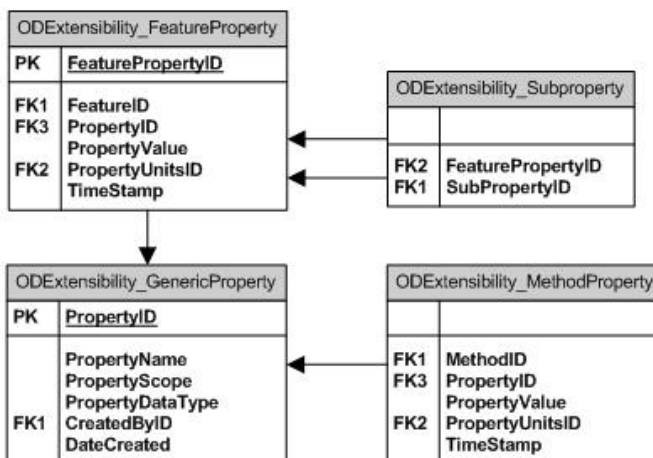 ODExtensibility_FeatureProperty
PK FeaturePropertyID
FK1 FeatureID
FK3 PropertyID
PropertyValue
FK2 PropertyUnitsID
TimeStamp
ODExtensibility_Subproperty
FK2 FeaturePropertyID
FK1 SubPropertyID
ODExtensibility_GenericProperty
PK PropertyID
PropertyName
PropertyScope
PropertyDataType
FK1 CreatedByID
DateCreated
ODExtensibility_MethodProperty
FK1 MethodID
FK3 PropertyID
PropertyValue
FK2 PropertyUnitsID
TimeStamp